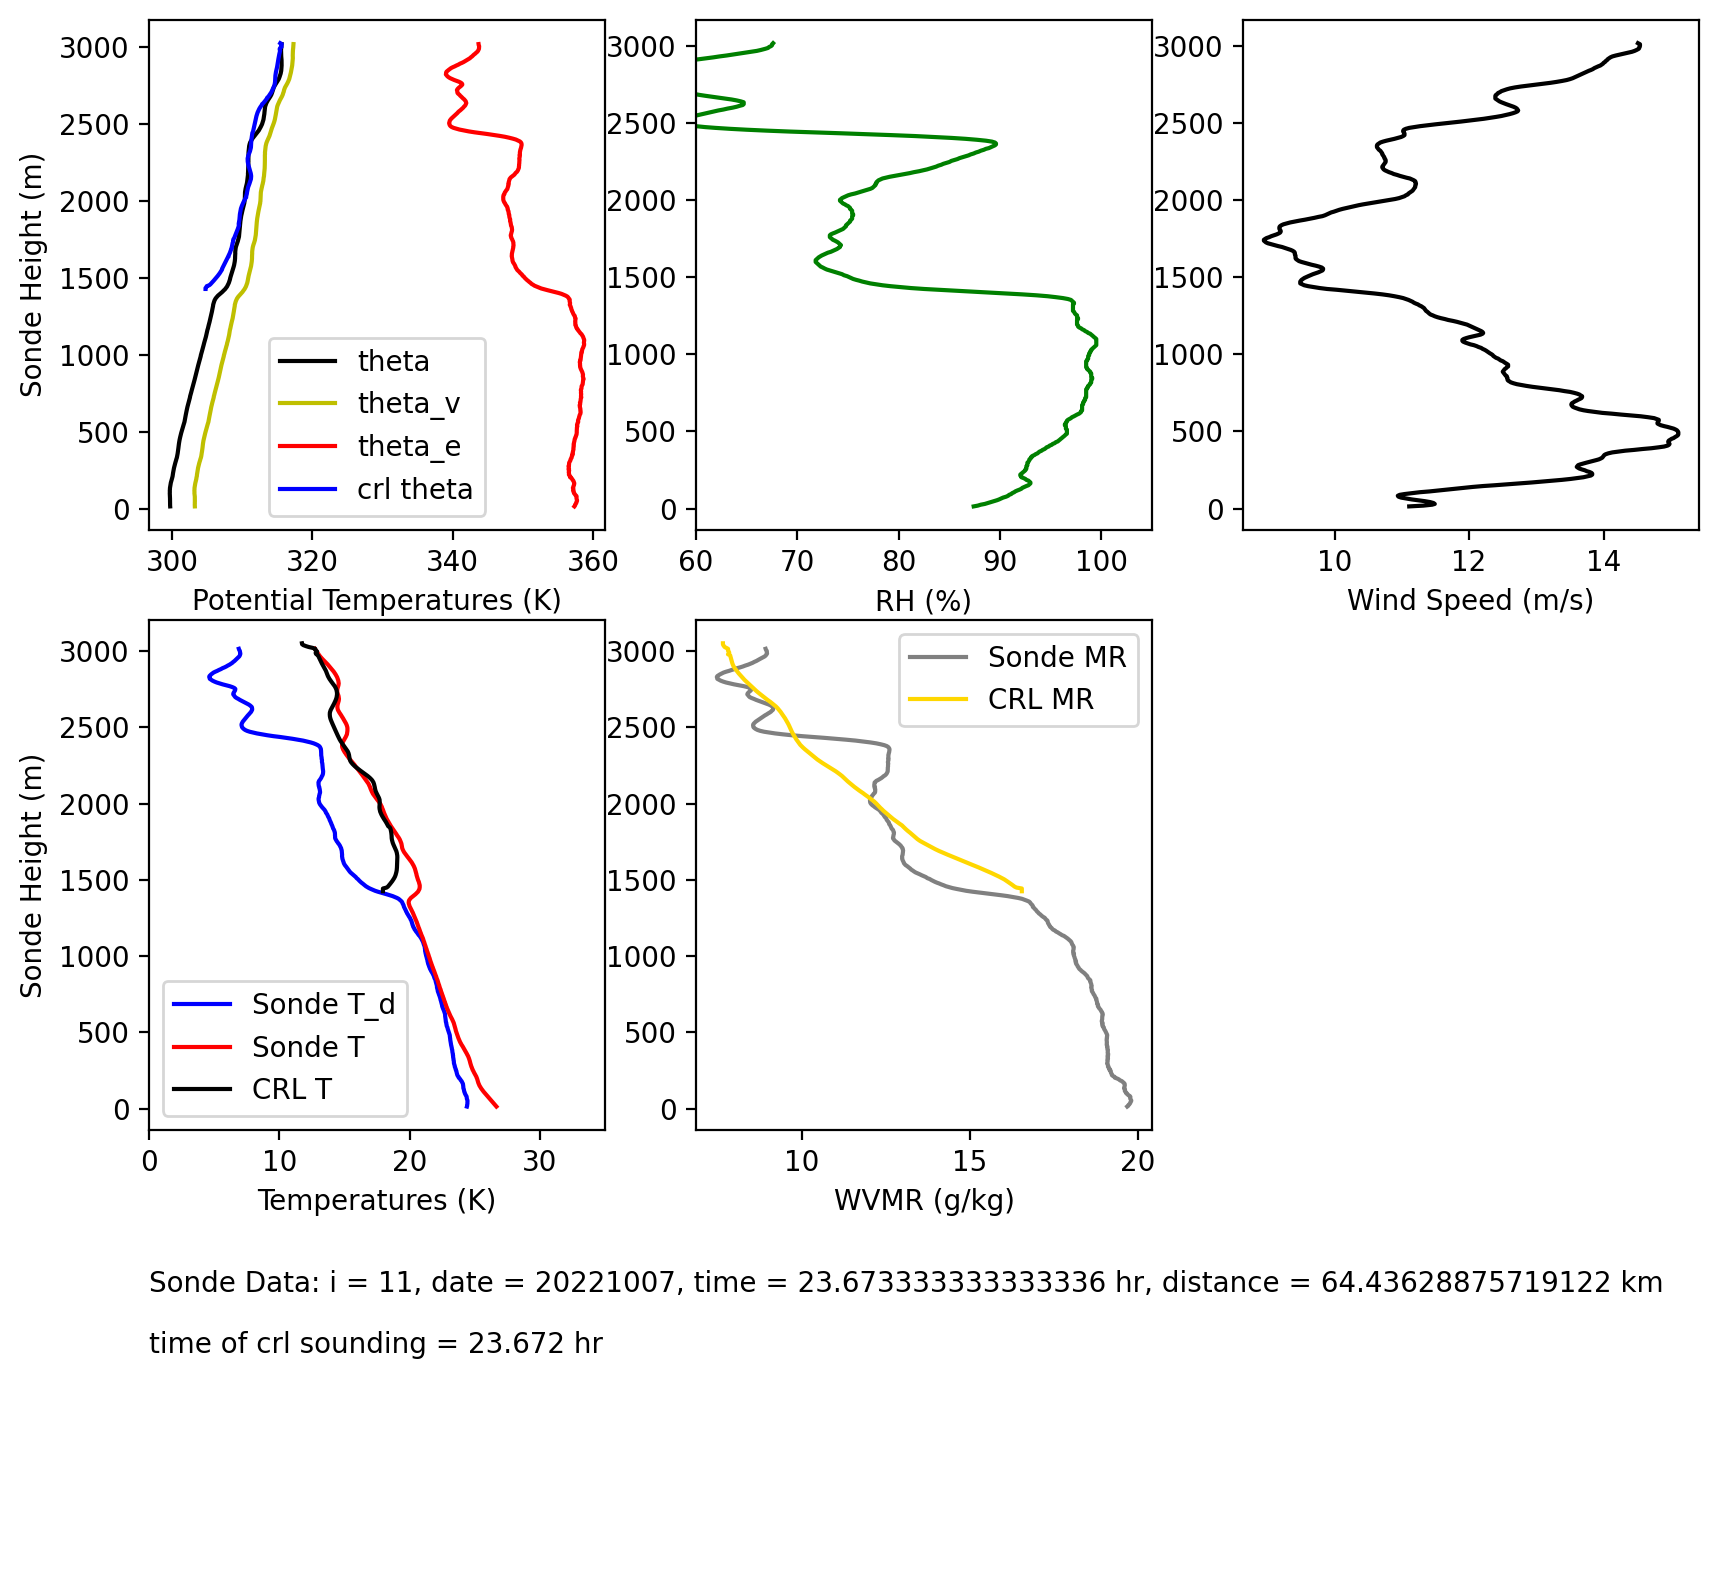 3000
2500
2000
1500
1000
500
0
Sonde Height (m)
300 320 340 360
Potential Temperatures (K)
theta
theta_v
theta_e
crl theta
3000
2500
2000
1500
1000
500
0
60 70 80 90 100
RH (%)
3000
2500
2000
1500
1000
500
0
10 12 14
Wind Speed (m/s)
3000
2500
2000
1500
1000
500
0
Sonde Height (m)
0 10 20 30
Temperatures (K)
Sonde T_d
Sonde T
CRL T
3000
2500
2000
1500
1000
500
0
10 15 20
WVMR (g/kg)
Sonde MR
CRL MR
Sonde Data: i = 11, date = 20221007, time = 23.673333333333336 hr, distance = 64.43628875719122 km
time of crl sounding = 23.672 hr